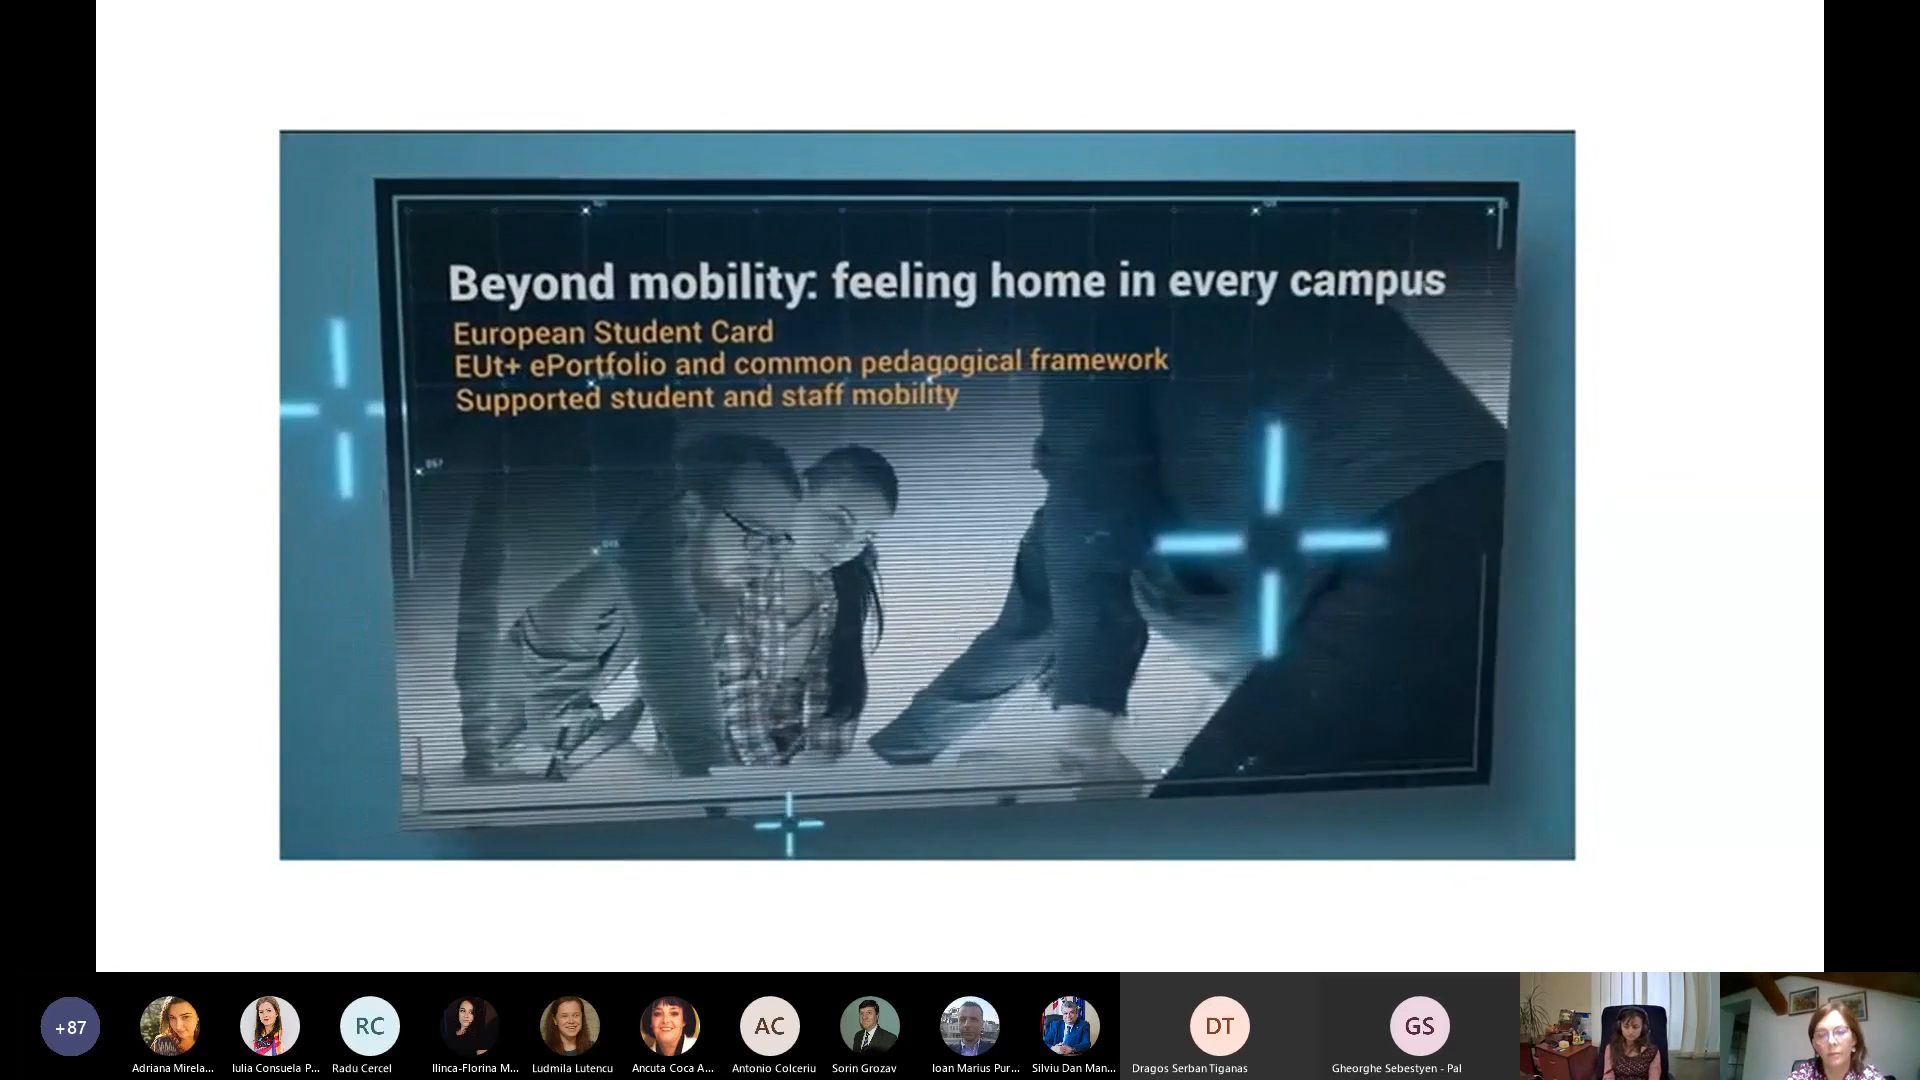 Beyond mobility: feeling home in every campus
European Student Card
EUt+ ePortfolio and common pedagogical framework
Supported student and staff mobility
+87
RC
AC
DT
GS
Adriana Mirela...
Iulia Consuela P...
Radu Cercel
Ilinca-Florina M...
Ludmila Lutencu
Ancuta Coca A...
Antonio Colceriu
Sorin Grozav
Ioan Marius Pur...
Silviu Dan Man...
Dragos Serban Tiganas
Gheorghe Sebestyen - Pal